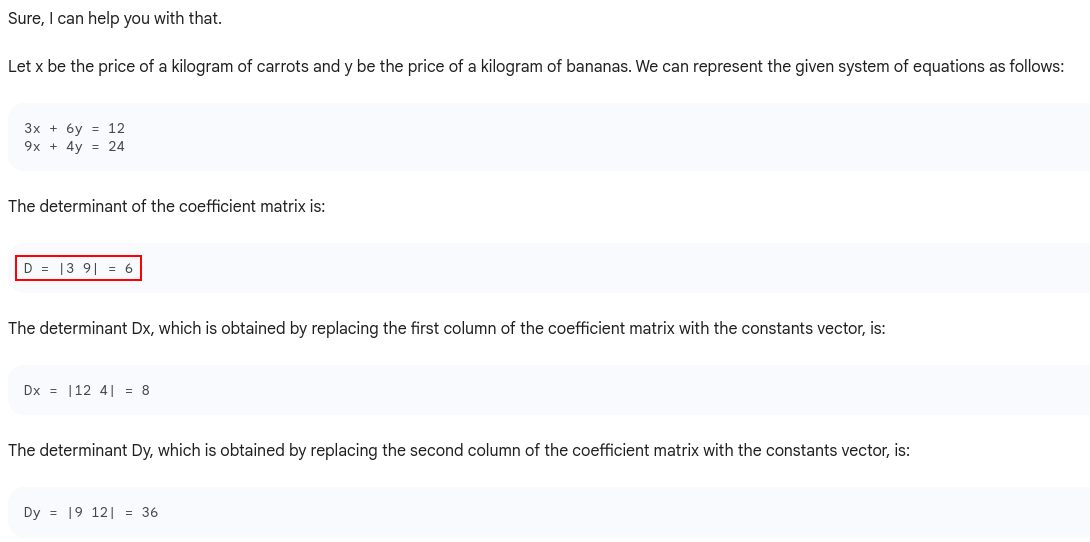 Sure, I can help you with that.
Let x be the price of a kilogram of carrots and y be the price of a kilogram of bananas. We can represent the given system of equations as follows:
3x + 6y = 12
9x + 4y = 24
The determinant of the coefficient matrix is:
D = |3 9| = 6
The determinant Dx, which is obtained by replacing the first column of the coefficient matrix with the constants vector, is:
Dx = |12 4| = 8
The determinant Dy, which is obtained by replacing the second column of the coefficient matrix with the constants vector, is:
Dy = |9 12| = 36